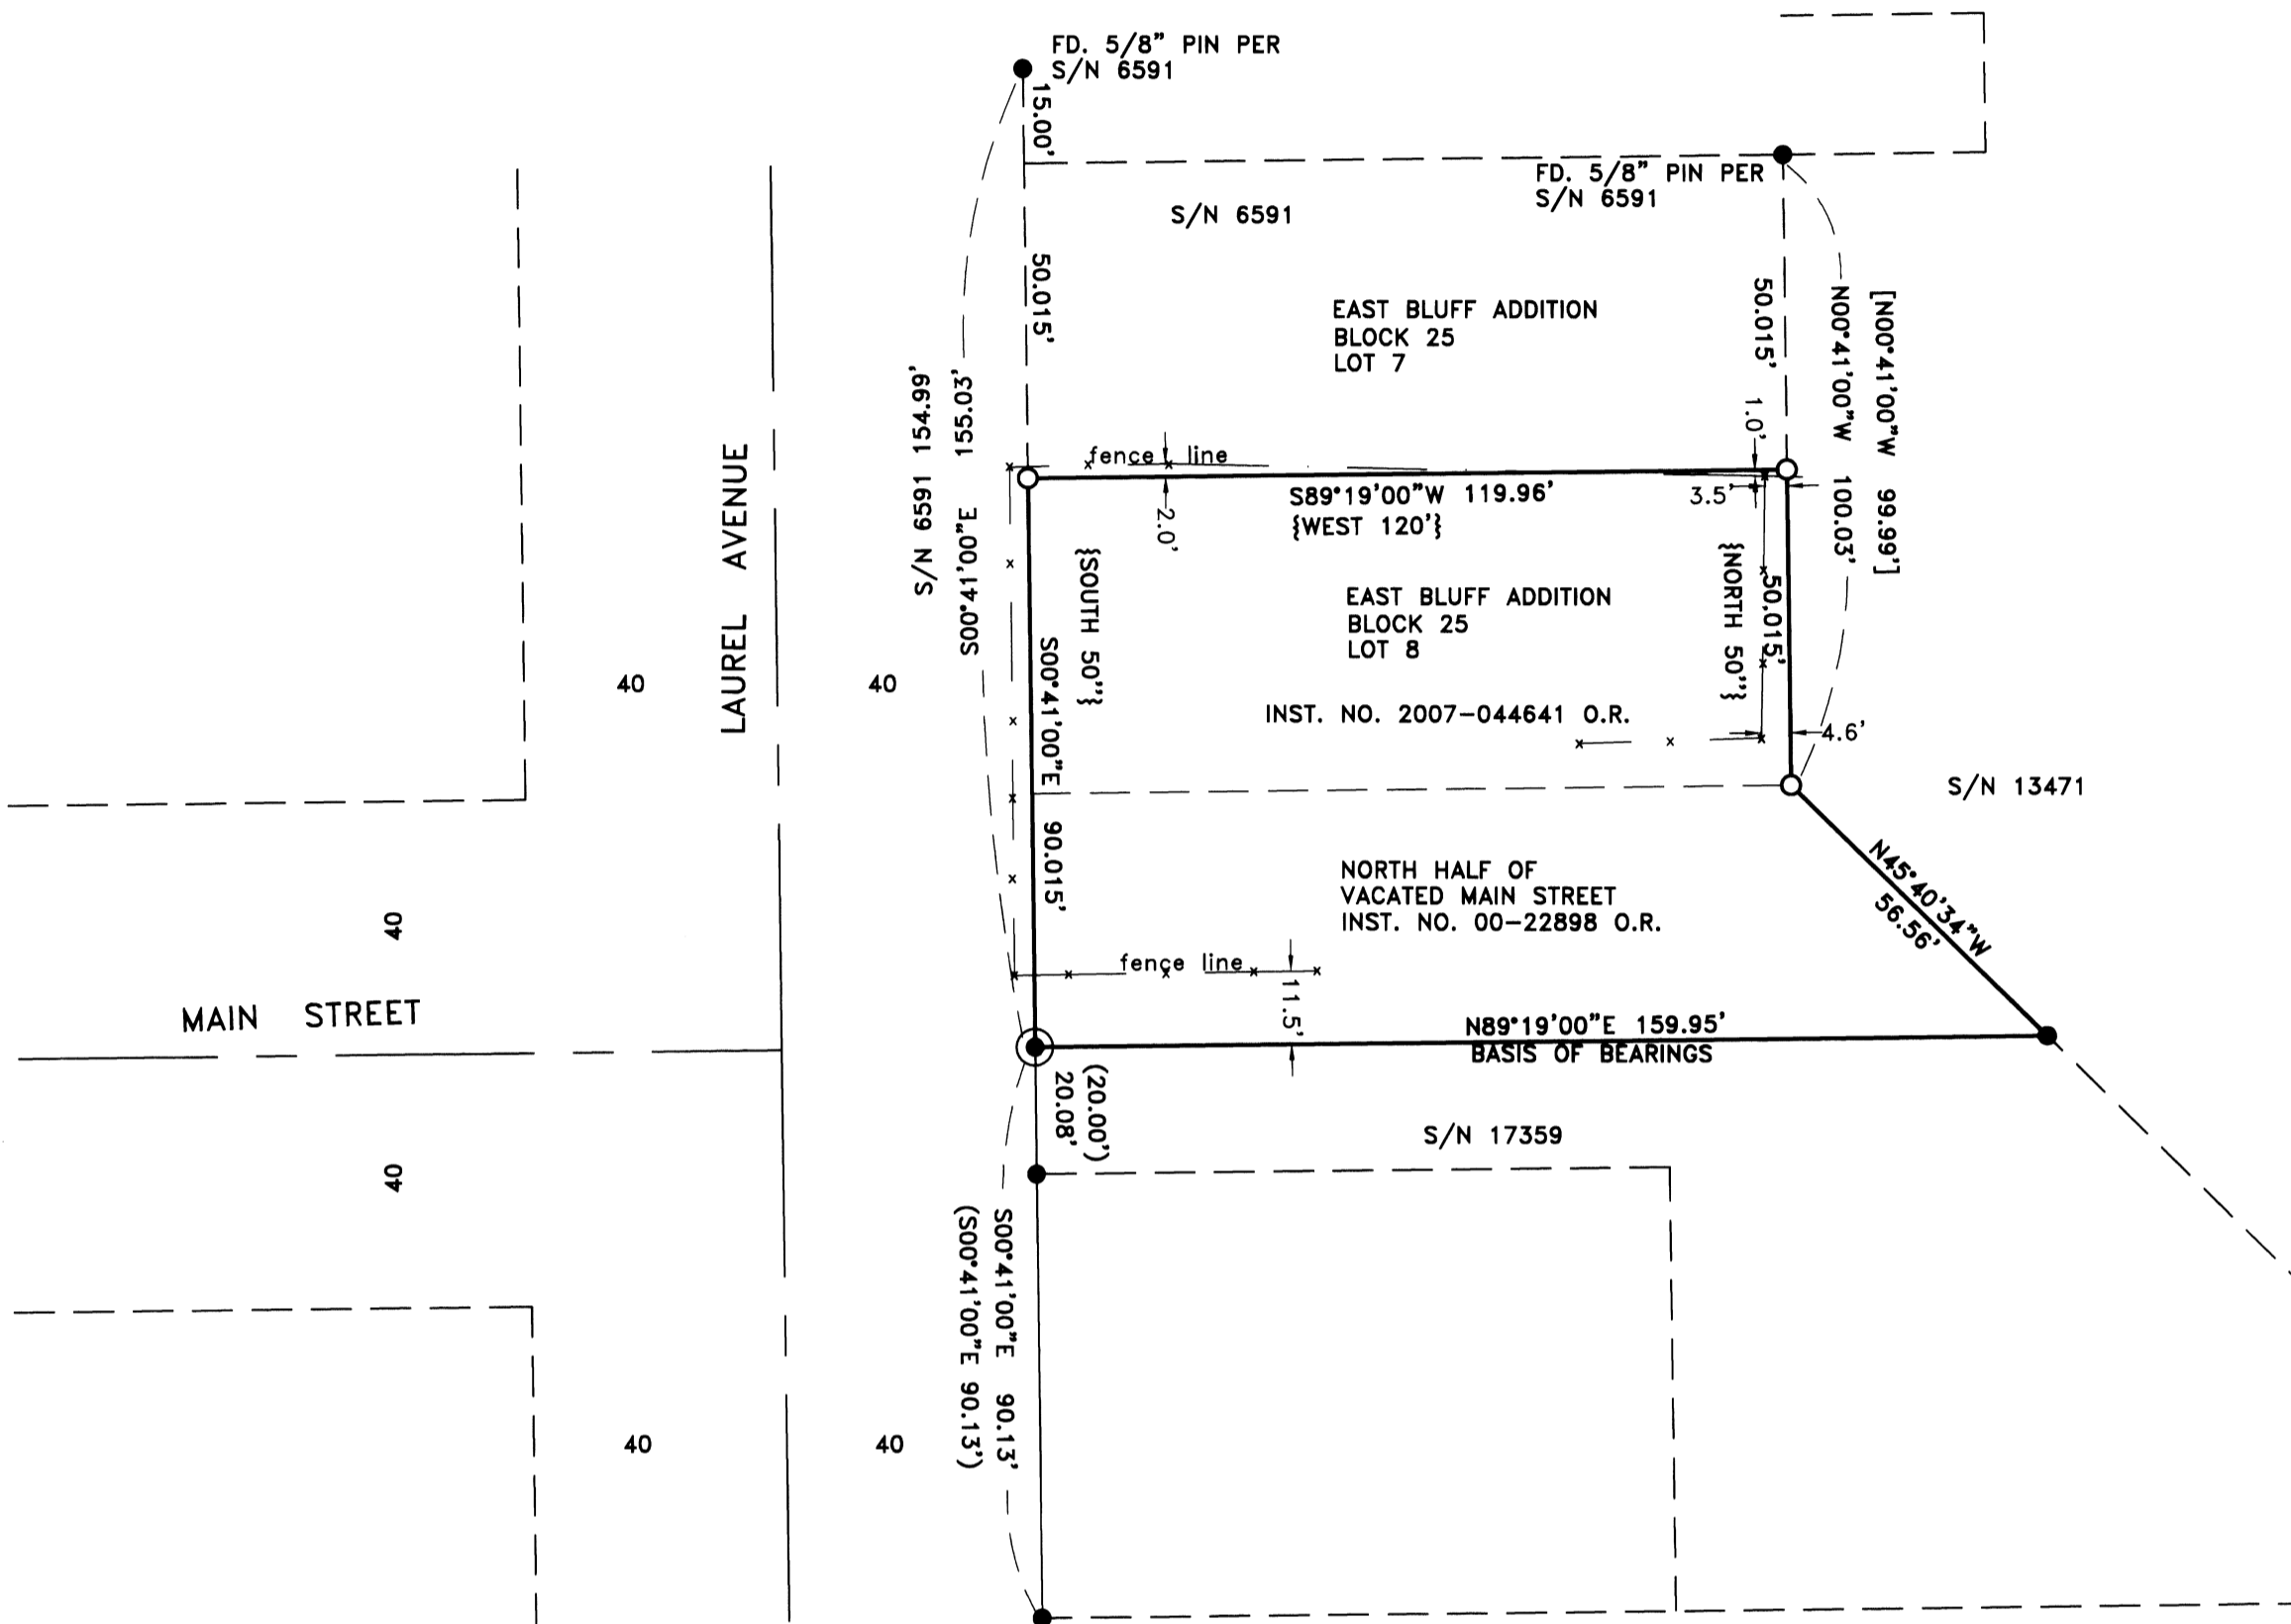 FD. 5/8" PIN PER
S/N 6591
15.00'
FD. 5/8" PIN PER
S/N 6591
S/N 6591
50.015'
50.015'
EAST BLUFF ADDITION
BLOCK 25
LOT 7
[N00°41'00"W 99.99']
N00°41'00"W 100.03'
S/N 6591 154.99'
S00°41'00"E 155.03'
1.0'
fence line
S89°19'00"W 119.96'
{WEST 120'}
3.5'
2.0'
LAUREL AVENUE
{SOUTH 50''}
{NORTH 50''}
50.015'
EAST BLUFF ADDITION
BLOCK 25
LOT 8
40
40
INST. NO. 2007-044641 O.R.
4.6'
S00°41'00"E 90.015'
S/N 13471
N45°40'34"W
56.56'
NORTH HALF OF
VACATED MAIN STREET
INST. NO. 00-22898 O.R.
40
fence line
11.5'
MAIN STREET
N89°19'00"E 159.95'
BASIS OF BEARINGS
(20.00')
20.08'
S/N 17359
40
S00°41'00"E 90.13'
(S00°41'00"E 90.13')
40
40